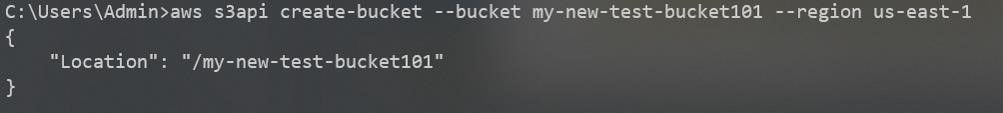 C:\Users\Admin>aws s3api create-bucket --bucket my-new-test-bucket101 --region us-east-1
{
    "Location": "/my-new-test-bucket101"
}